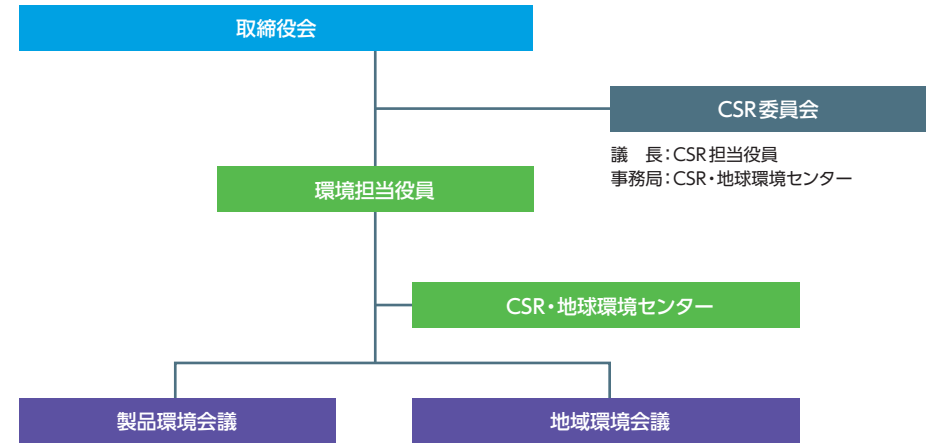 取締役会
CSR委員会
議　長：CSR担当役員
事務局：CSR・地球環境センター
環境担当役員
CSR・地球環境センター
製品環境会議
地域環境会議